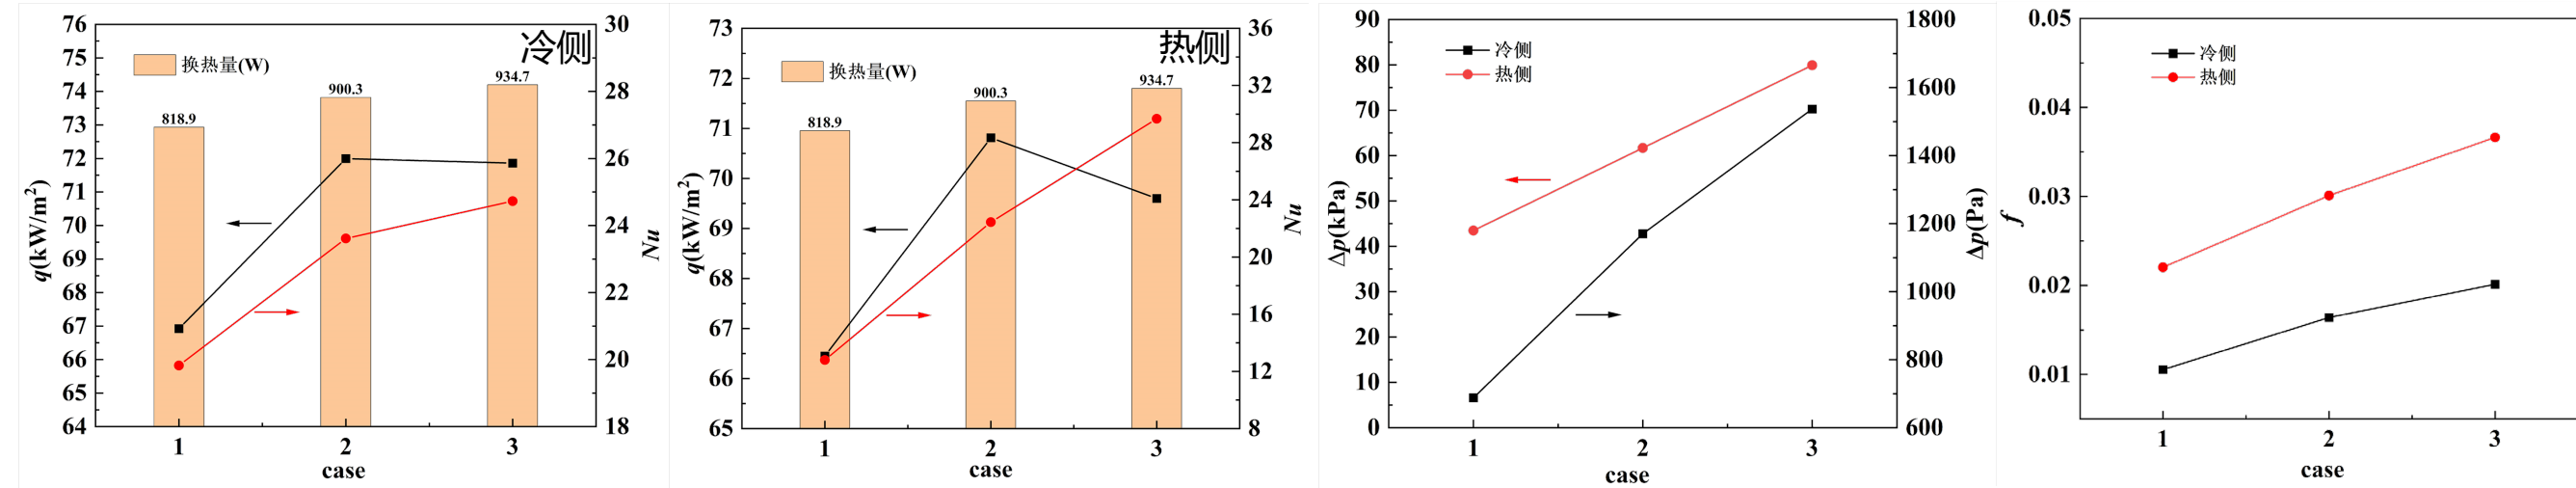 冷侧
换热量(W)
818.9
900.3
934.7
76
75
74
73
72
71
70
69
68
67
66
65
64
q(kW/m²)
30
28
26
24
22
20
18
Nu
1 2 3
case
热侧
换热量(W)
818.9
900.3
934.7
73
72
71
70
69
68
67
66
65
q(kW/m²)
36
32
28
24
20
16
12
8
Nu
1 2 3
case
冷侧
热侧
90
80
70
60
50
40
30
20
10
0
Δp(kPa)
1800
1600
1400
1200
1000
800
600
Δp(Pa)
1 2 3
case
冷侧
热侧
0.05
0.04
0.03
0.02
0.01
f
1 2 3
case